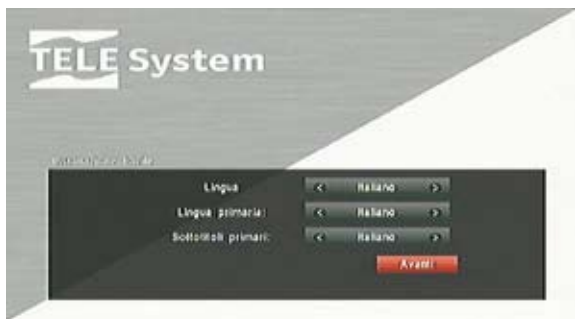 TELE System
Lingua < Italiano >
Lingua primaria: < Italiano >
Sottotitoli primari: < Italiano >
Avanti